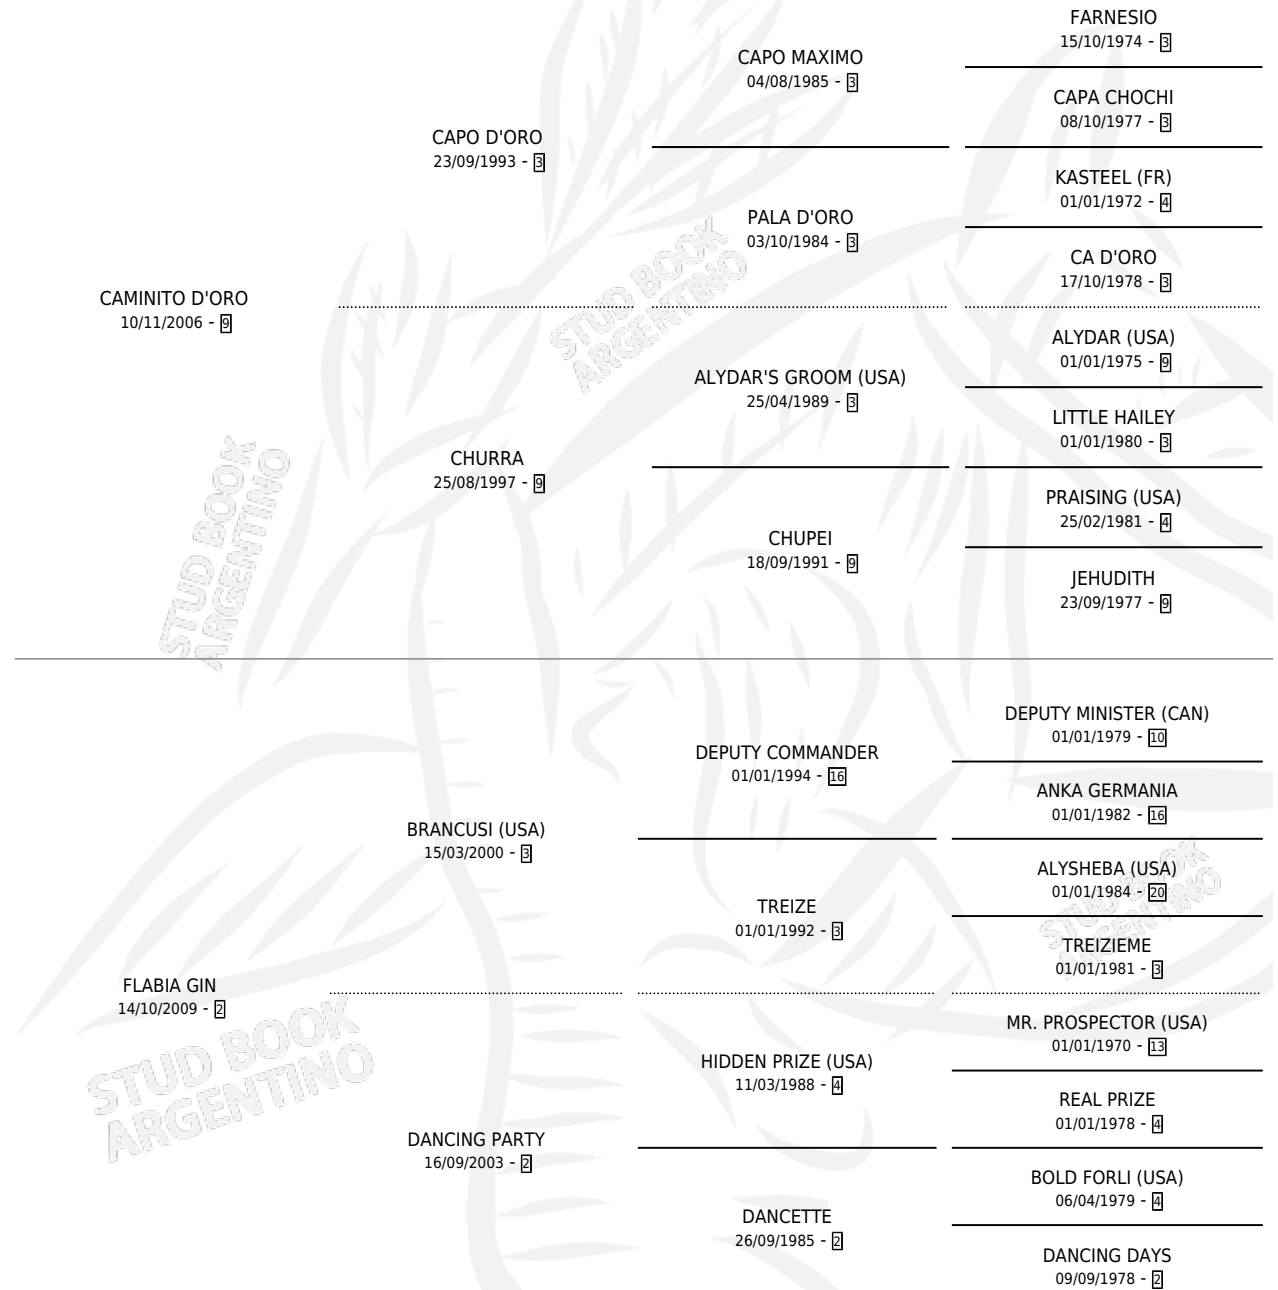 FARNESIO
15/10/1974 - 3
CAPO MAXIMO
04/08/1985 - 3
CAPA CHOCHI
08/10/1977 - 3
CAPO D'ORO
23/09/1993 - 3
KASTEEL (FR)
01/01/1972 - 4
PALA D'ORO
03/10/1984 - 3
CA D'ORO
17/10/1978 - 3
CAMINITO D'ORO
10/11/2006 - 9
ALYDAR (USA)
01/01/1975 - 9
ALYDAR'S GROOM (USA)
25/04/1989 - 3
LITTLE HAILEY
01/01/1980 - 3
CHURRA
25/08/1997 - 9
PRAISING (USA)
25/02/1981 - 4
CHUPEI
18/09/1991 - 9
JEHUDITH
23/09/1977 - 9
DEPUTY MINISTER (CAN)
01/01/1979 - 10
DEPUTY COMMANDER
01/01/1994 - 16
ANKA GERMANIA
01/01/1982 - 16
BRANCUSI (USA)
15/03/2000 - 3
ALYSHEBA (USA)
01/01/1984 - 20
TREIZE
01/01/1992 - 3
TREIZIEME
01/01/1981 - 3
FLABIA GIN
14/10/2009 - 2
MR. PROSPECTOR (USA)
01/01/1970 - 13
HIDDEN PRIZE (USA)
11/03/1988 - 4
REAL PRIZE
01/01/1978 - 4
DANCING PARTY
16/09/2003 - 2
BOLD FORLI (USA)
06/04/1979 - 4
DANCETTE
26/09/1985 - 2
DANCING DAYS
09/09/1978 - 2
STUD BOOK
ARGENTINO
STUD BOOK
ARGENTINO
STUD BOOK
ARGENTINO
STUD BOOK
ARGENTINO